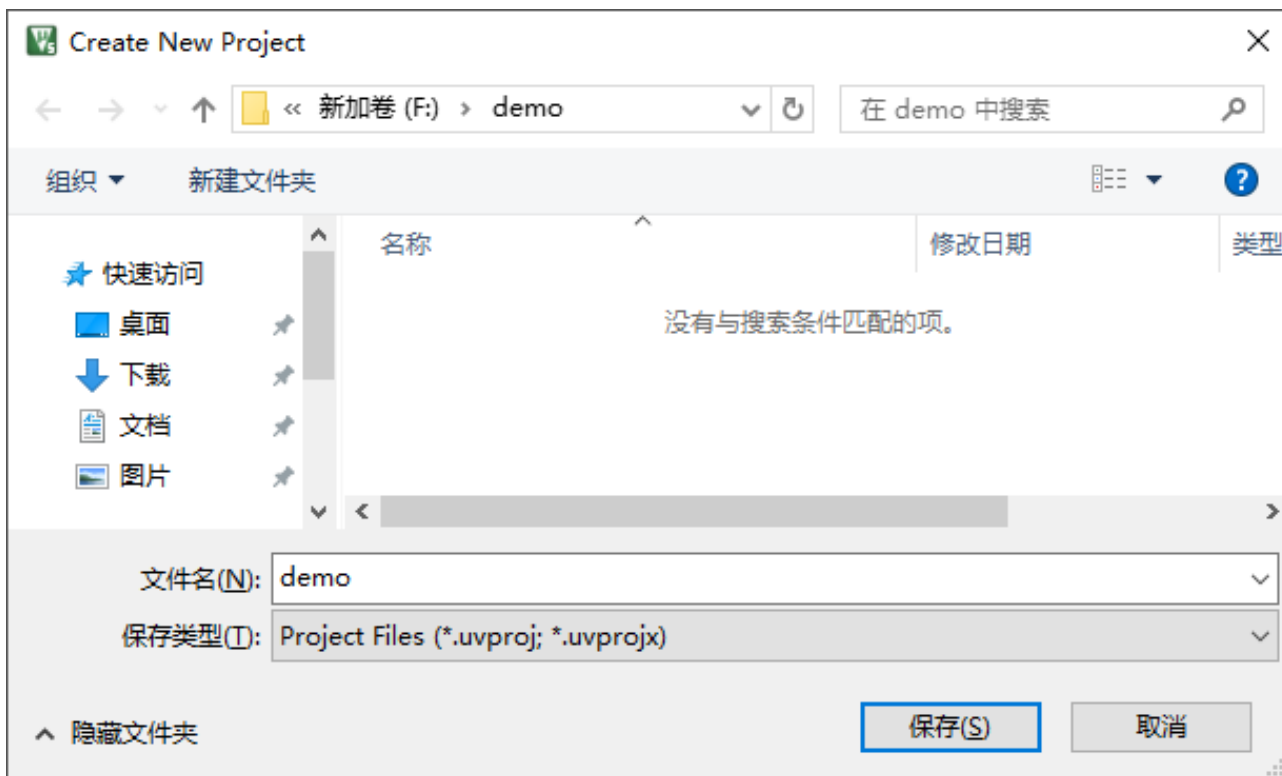 Create New Project
« 新加卷 (F:) › demo
在 demo 中搜索
组织
新建文件夹
名称
修改日期
类型
快速访问
桌面
下载
文档
图片
没有与搜索条件匹配的项。
文件名(N): demo
保存类型(T): Project Files (*.uvproj; *.uvprojx)
隐藏文件夹
保存(S)
取消